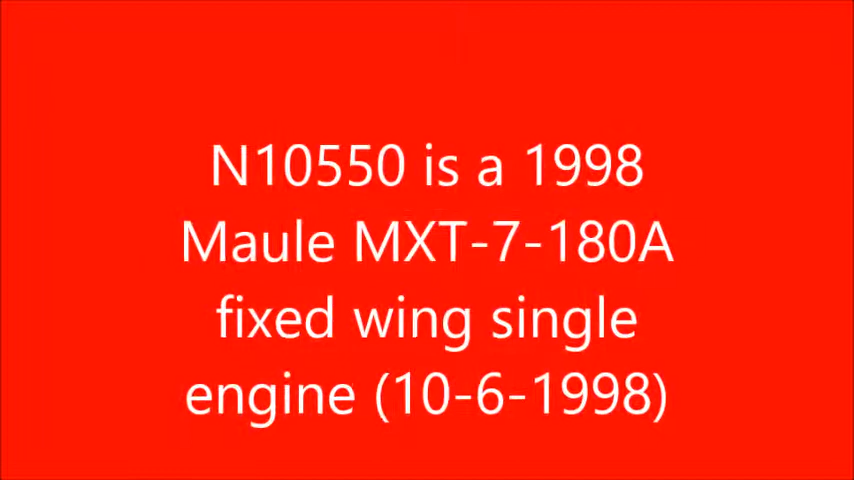 N10550 is a 1998
Maule MXT-7-180A
fixed wing single
engine (10-6-1998)